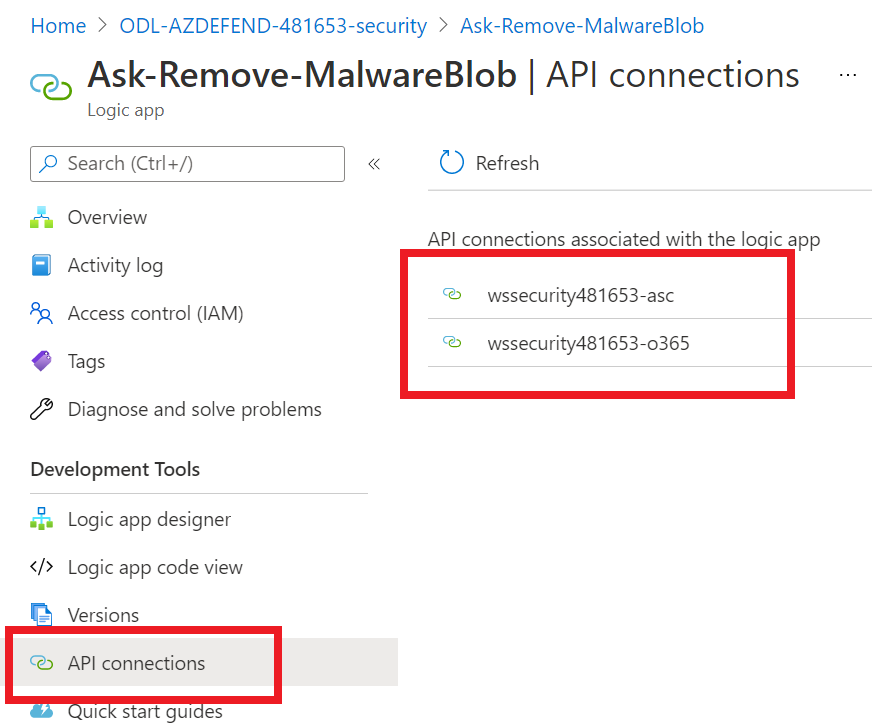 Home > ODL-AZDEFEND-481653-security > Ask-Remove-MalwareBlob
Ask-Remove-MalwareBlob | API connections ...
Logic app
Search (Ctrl+/) «
Refresh
Overview
API connections associated with the logic app
Activity log
wssecurity481653-asc
Access control (IAM)
wssecurity481653-o365
Tags
Diagnose and solve problems
Development Tools
Logic app designer
</> Logic app code view
Versions
API connections
Quick start guides